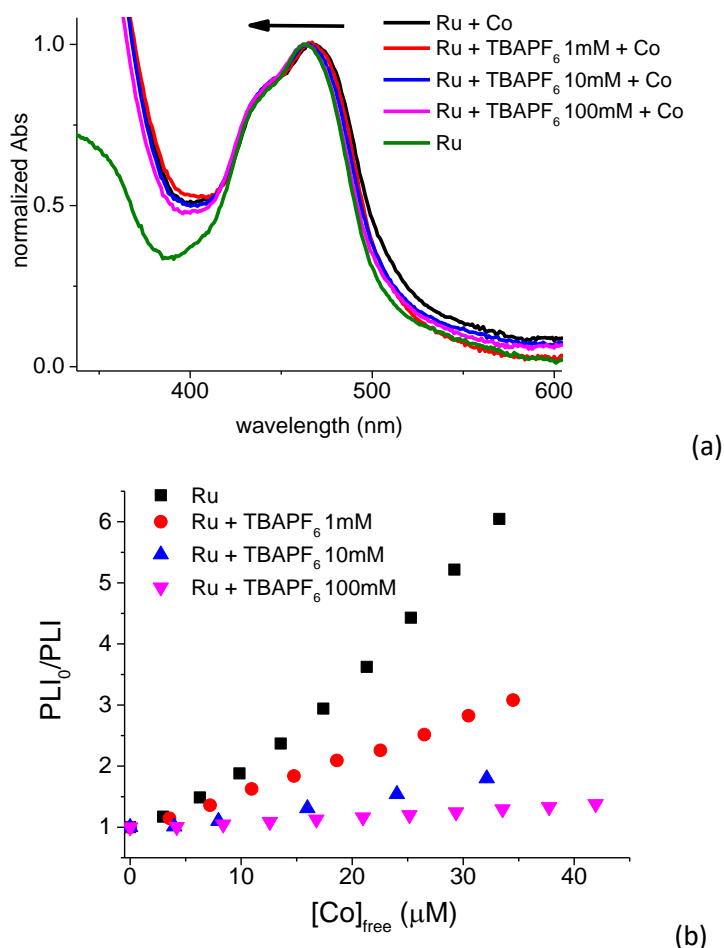 Ru + Co
Ru + TBAPF6 1mM + Co
Ru + TBAPF6 10mM + Co
Ru + TBAPF6 100mM + Co
Ru
1.0
0.5
0.0
normalized Abs
400
500
600
wavelength (nm)
(a)
Ru
Ru + TBAPF6 1mM
Ru + TBAPF6 10mM
Ru + TBAPF6 100mM
6
5
4
3
2
1
PLI0/PLI
0
10
20
30
40
[Co]free (μM)
(b)